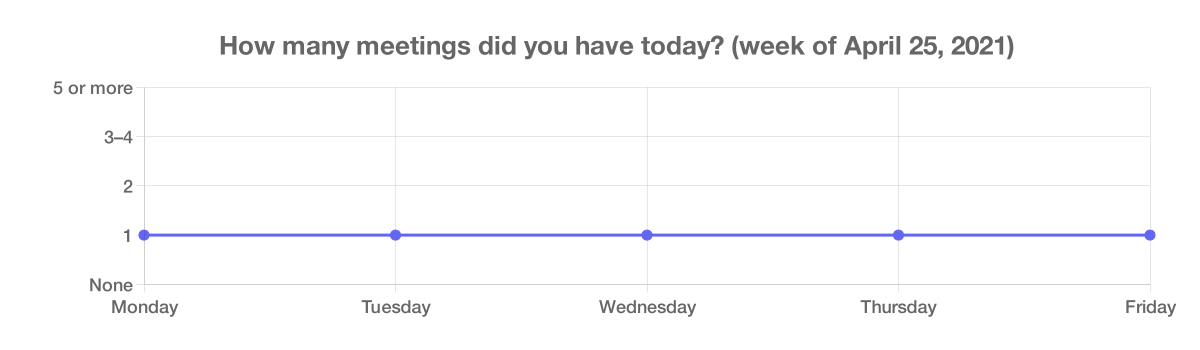 How many meetings did you have today? (week of April 25, 2021)
5 or more
3–4
2
1
None
Monday Tuesday Wednesday Thursday Friday